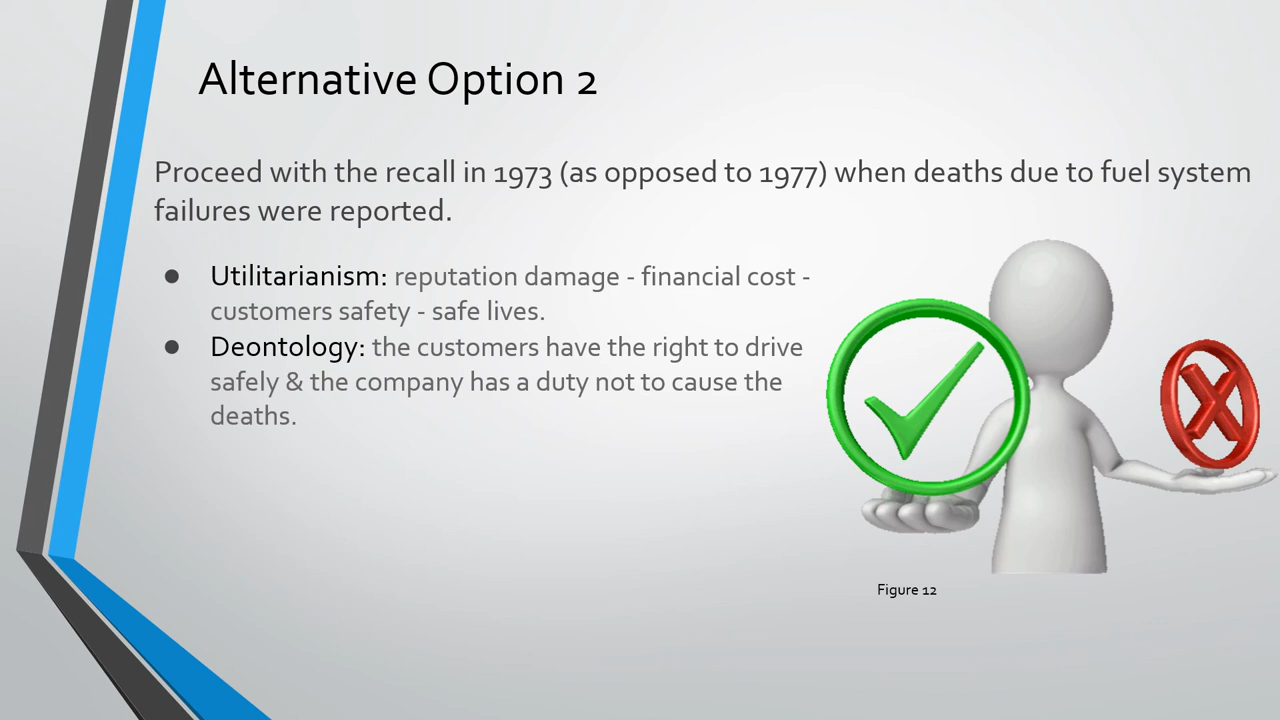 Alternative Option 2
Proceed with the recall in 1973 (as opposed to 1977) when deaths due to fuel system
failures were reported.
● Utilitarianism: reputation damage - financial cost -
customers safety - safe lives.
● Deontology: the customers have the right to drive
safely & the company has a duty not to cause the
deaths.
Figure 12